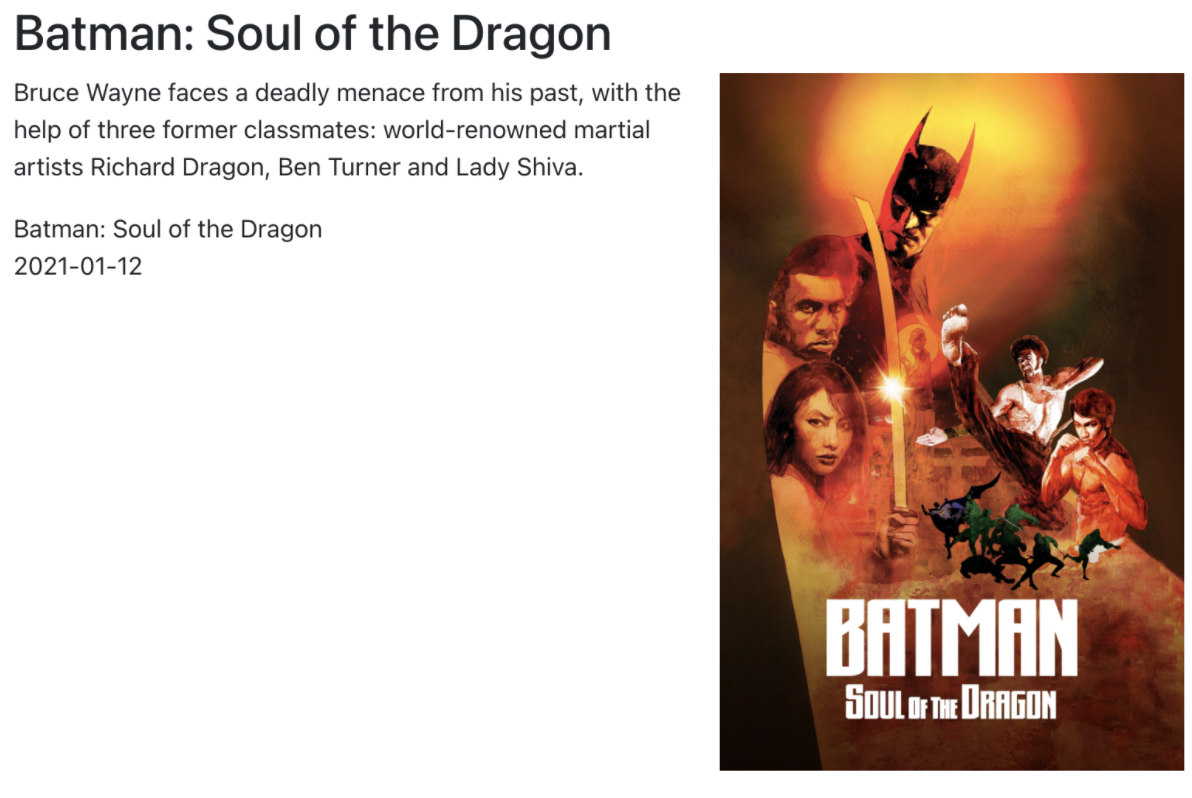 Batman: Soul of the Dragon
Bruce Wayne faces a deadly menace from his past, with the
help of three former classmates: world-renowned martial
artists Richard Dragon, Ben Turner and Lady Shiva.
Batman: Soul of the Dragon
2021-01-12
BATMAN
SOUL OF THE DRAGON